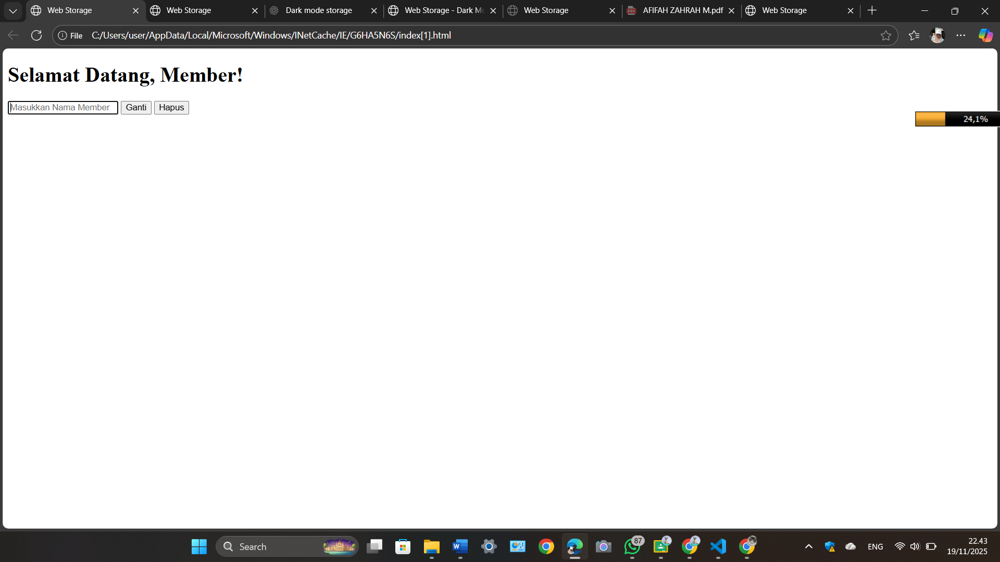 Web Storage
Web Storage
Dark mode storage
Web Storage - Dark Mo
Web Storage
AFIFAH ZAHRAH M.pdf
Web Storage
File
C:/Users/user/AppData/Local/Microsoft/Windows/INetCache/IE/G6HA5N6S/index[1].html
Selamat Datang, Member!
Masukkan Nama Member
Ganti
Hapus
24,1%
Search
87
ENG
22.43
19/11/2025